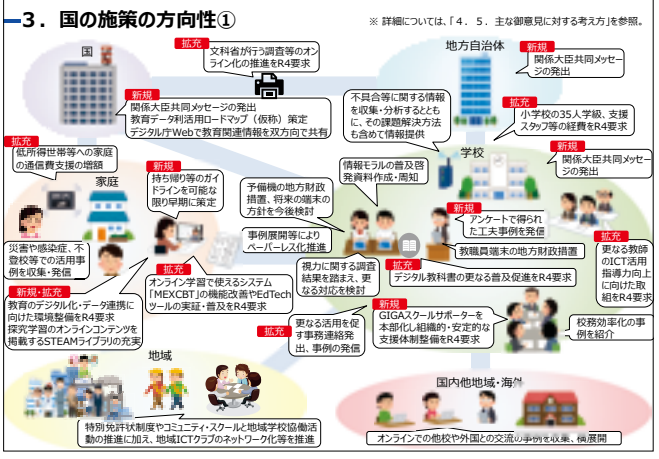 3．国の施策の方向性①
※ 詳細については、「４．５．主な御意見に対する考え方」を参照。
国
拡充
文科省が行う調査等のオン
ライン化の推進をR4要求
新規
関係大臣共同メッセージの発出
教育データ利活用ロードマップ（仮称）策定
デジタル庁Webで教育関連情報を双方向で共有
地方自治体
新規
関係大臣共同メッセー
ジの発出
不具合等に関する情報
を収集・分析するととも
に、その課題解決方法
も含めて情報提供
拡充
小学校の35人学級、支援
スタッフ等の経費をR4要求
学校
新規
関係大臣共同メッセー
ジの発出
拡充
低所得世帯等への家庭
の通信費支援の増額
家庭
新規
持ち帰り等のガイ
ドラインを可能な
限り早期に策定
情報モラルの普及啓
発資料作成・周知
予備機の地方財政
措置、将来の端末の
方針を今後検討
事例展開等により
ペーパーレス化推進
新規
アンケートで得られ
た工夫事例を発信
教職員端末の地方財政措置
災害や感染症、不
登校等での活用事
例を収集・発信
拡充
オンライン学習で使えるシステム
「MEXCBT」の機能改善やEdTech
ツールの実証・普及をR4要求
視力に関する調査
結果を踏まえ、更
なる対応を検討
拡充
デジタル教科書の更なる普及促進をR4要求
拡充
更なる教師
のICT活用
指導力向上
に向けた取
組をR4要求
新規・拡充
教育のデジタル化・データ連携に
向けた環境整備をR4要求
探究学習のオンラインコンテンツを
掲載するSTEAMライブラリの充実
拡充
更なる活用を促
す事務連絡発
出、事例の発信
新規
GIGAスクールサポーターを
本部化し組織的・安定的な
支援体制整備をR4要求
校務効率化の事
例を紹介
地域
特別免許状制度やコミュニティ・スクールと地域学校協働活
動の推進に加え、地域ICTクラブのネットワーク化等を推進
国内他地域・海外
オンラインでの他校や外国との交流の事例を収集、横展開